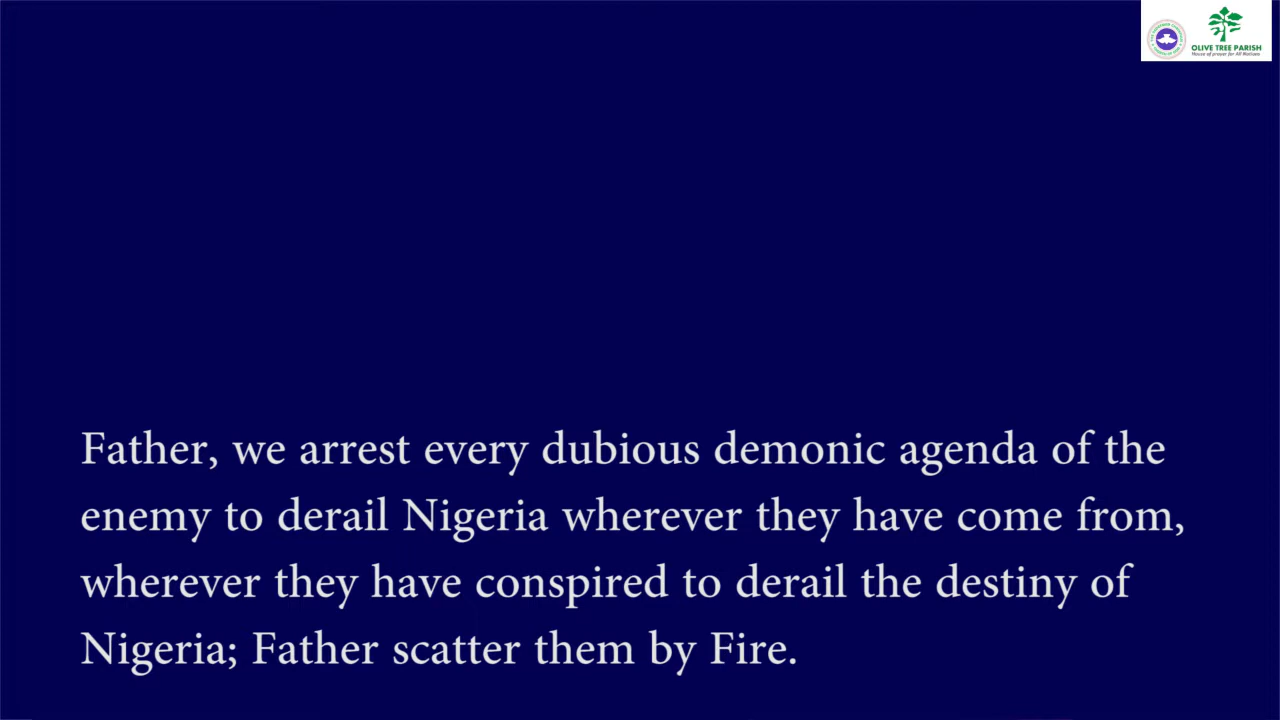 OLIVE TREE PARISH
House of prayer for All Nations
Father, we arrest every dubious demonic agenda of the
enemy to derail Nigeria wherever they have come from,
wherever they have conspired to derail the destiny of
Nigeria; Father scatter them by Fire.